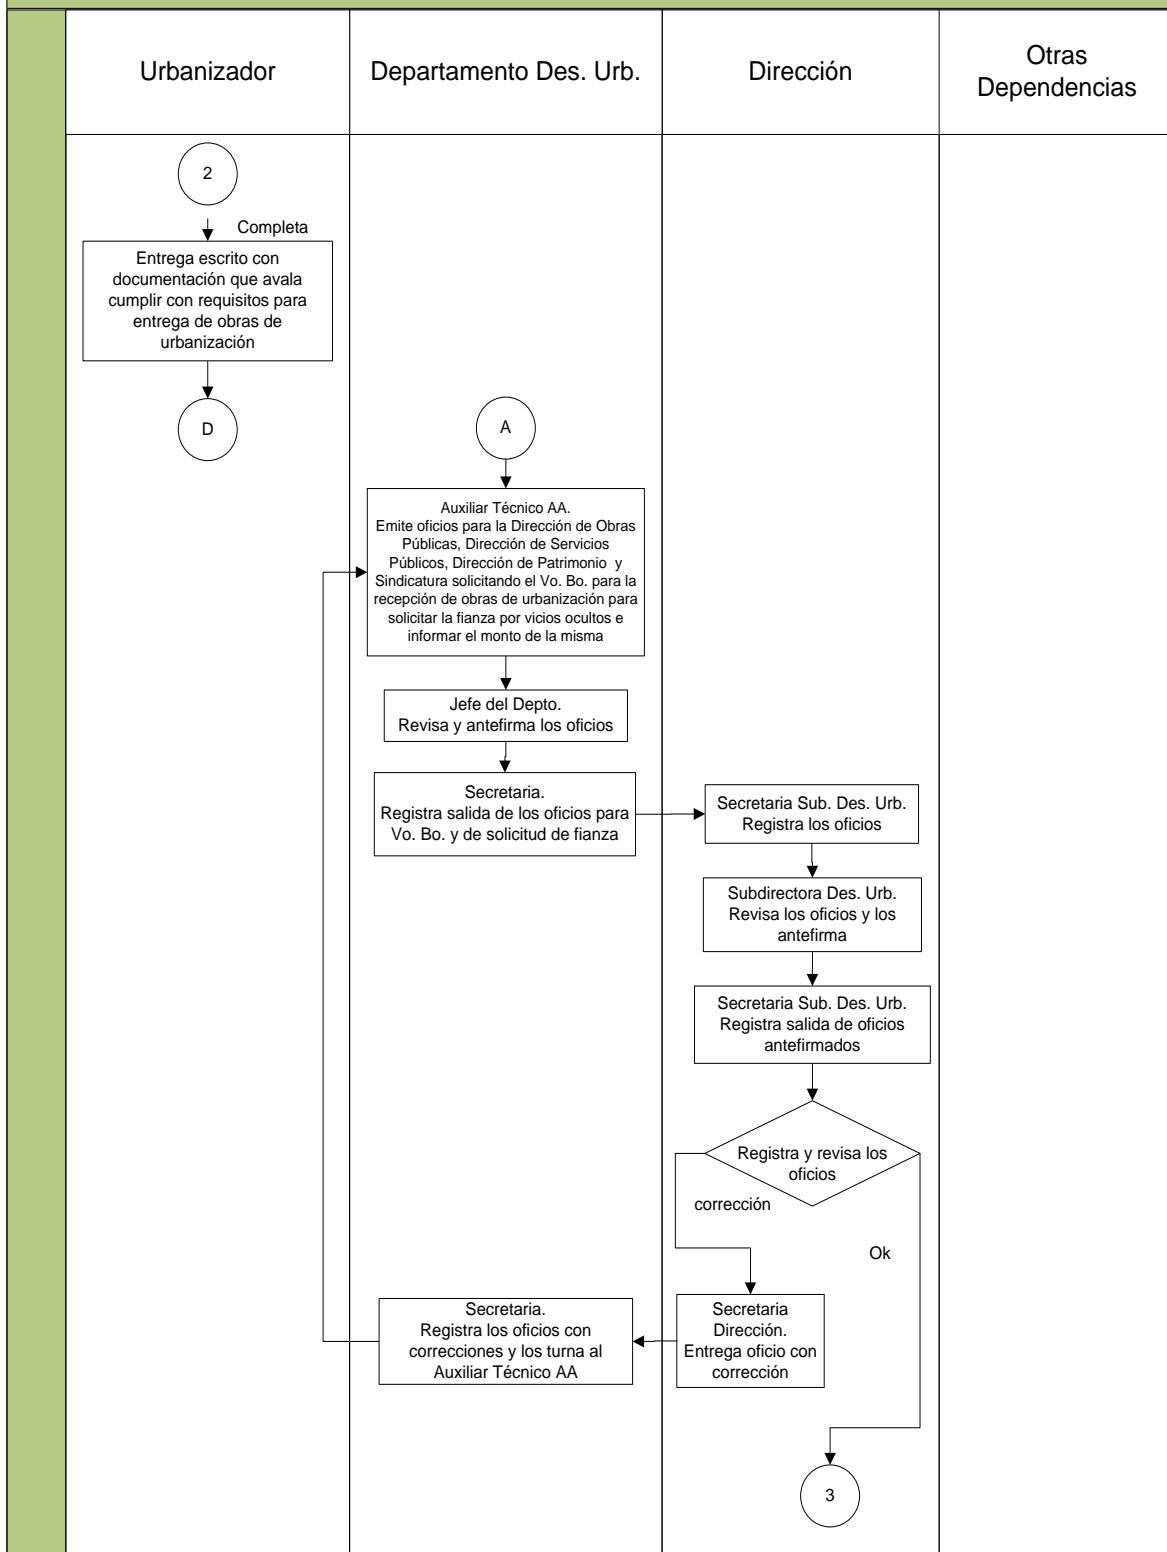 Urbanizador
Departamento Des. Urb.
Dirección
Otras
Dependencias
2
Completa
Entrega escrito con
documentación que avala
cumplir con requisitos para
entrega de obras de
urbanización
D
A
Auxiliar Técnico AA.
Emite oficios para la Dirección de Obras
Públicas, Dirección de Servicios
Públicos, Dirección de Patrimonio y
Sindicatura solicitando el Vo. Bo. para la
recepción de obras de urbanización para
solicitar la fianza por vicios ocultos e
informar el monto de la misma
Jefe del Depto.
Revisa y antefirma los oficios
Secretaria.
Registra salida de los oficios para
Vo. Bo. y de solicitud de fianza
Secretaria Sub. Des. Urb.
Registra los oficios
Subdirectora Des. Urb.
Revisa los oficios y los
antefirma
Secretaria Sub. Des. Urb.
Registra salida de oficios
antefirmados
Registra y revisa los
oficios
corrección
Ok
Secretaria
Dirección.
Entrega oficio con
corrección
Secretaria.
Registra los oficios con
correcciones y los turna al
Auxiliar Técnico AA
3